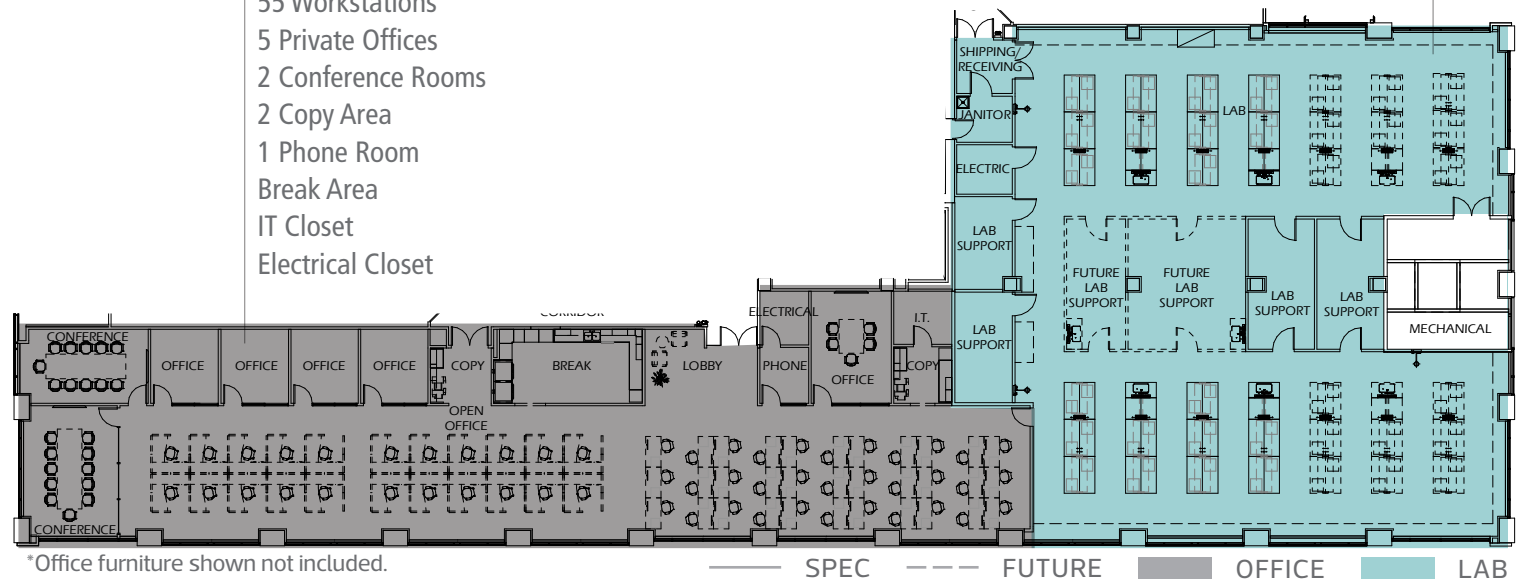 55 Workstations
5 Private Offices
2 Conference Rooms
2 Copy Area
1 Phone Room
Break Area
IT Closet
Electrical Closet
SHIPPING/
RECEIVING
JANITOR
ELECTRIC
LAB
LAB
SUPPORT
FUTURE
LAB
SUPPORT
FUTURE
LAB
SUPPORT
LAB
SUPPORT
LAB
SUPPORT
MECHANICAL
LAB
SUPPORT
CORRIDOR
ELECTRICAL
I.T.
CONFERENCE
OFFICE
OFFICE
OFFICE
OFFICE
COPY
BREAK
LOBBY
PHONE
OFFICE
COPY
OPEN
OFFICE
CONFERENCE
*Office furniture shown not included.
SPEC
FUTURE
OFFICE
LAB